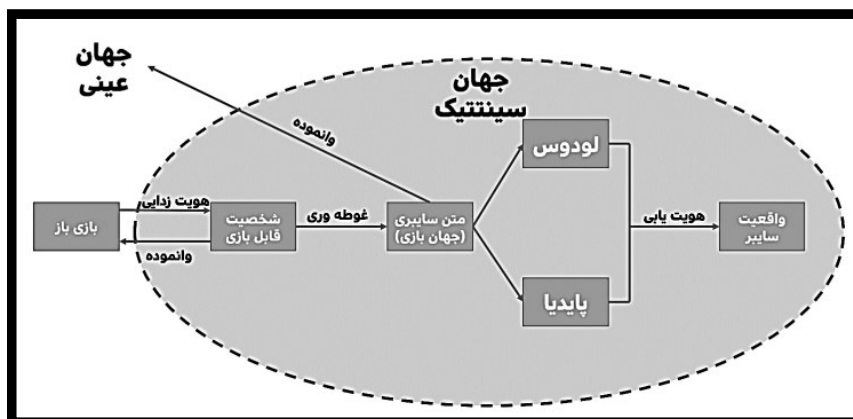 جهان
عینی
جهان
سینتتیک
وانموده
لودوس
بازی باز
هویت زدایی
وانموده
شخصیت
قابل بازی
غوطه وری
متن سایبری
(جهان بازی)
هویت یابی
واقعیت
سایبر
پایدیا